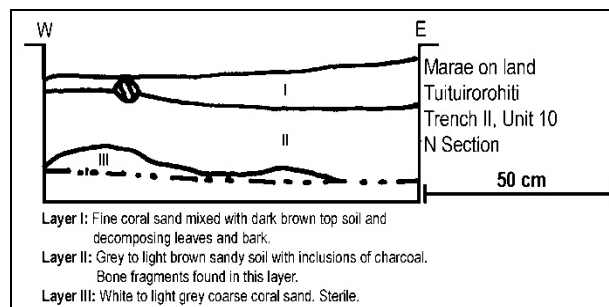 W
E
Marae on land
Tuituirorohiti
Trench II, Unit 10
N Section
I
II
III
50 cm
Layer I: Fine coral sand mixed with dark brown top soil and
decomposing leaves and bark.
Layer II: Grey to light brown sandy soil with inclusions of charcoal.
Bone fragments found in this layer.
Layer III: White to light grey coarse coral sand. Sterile.